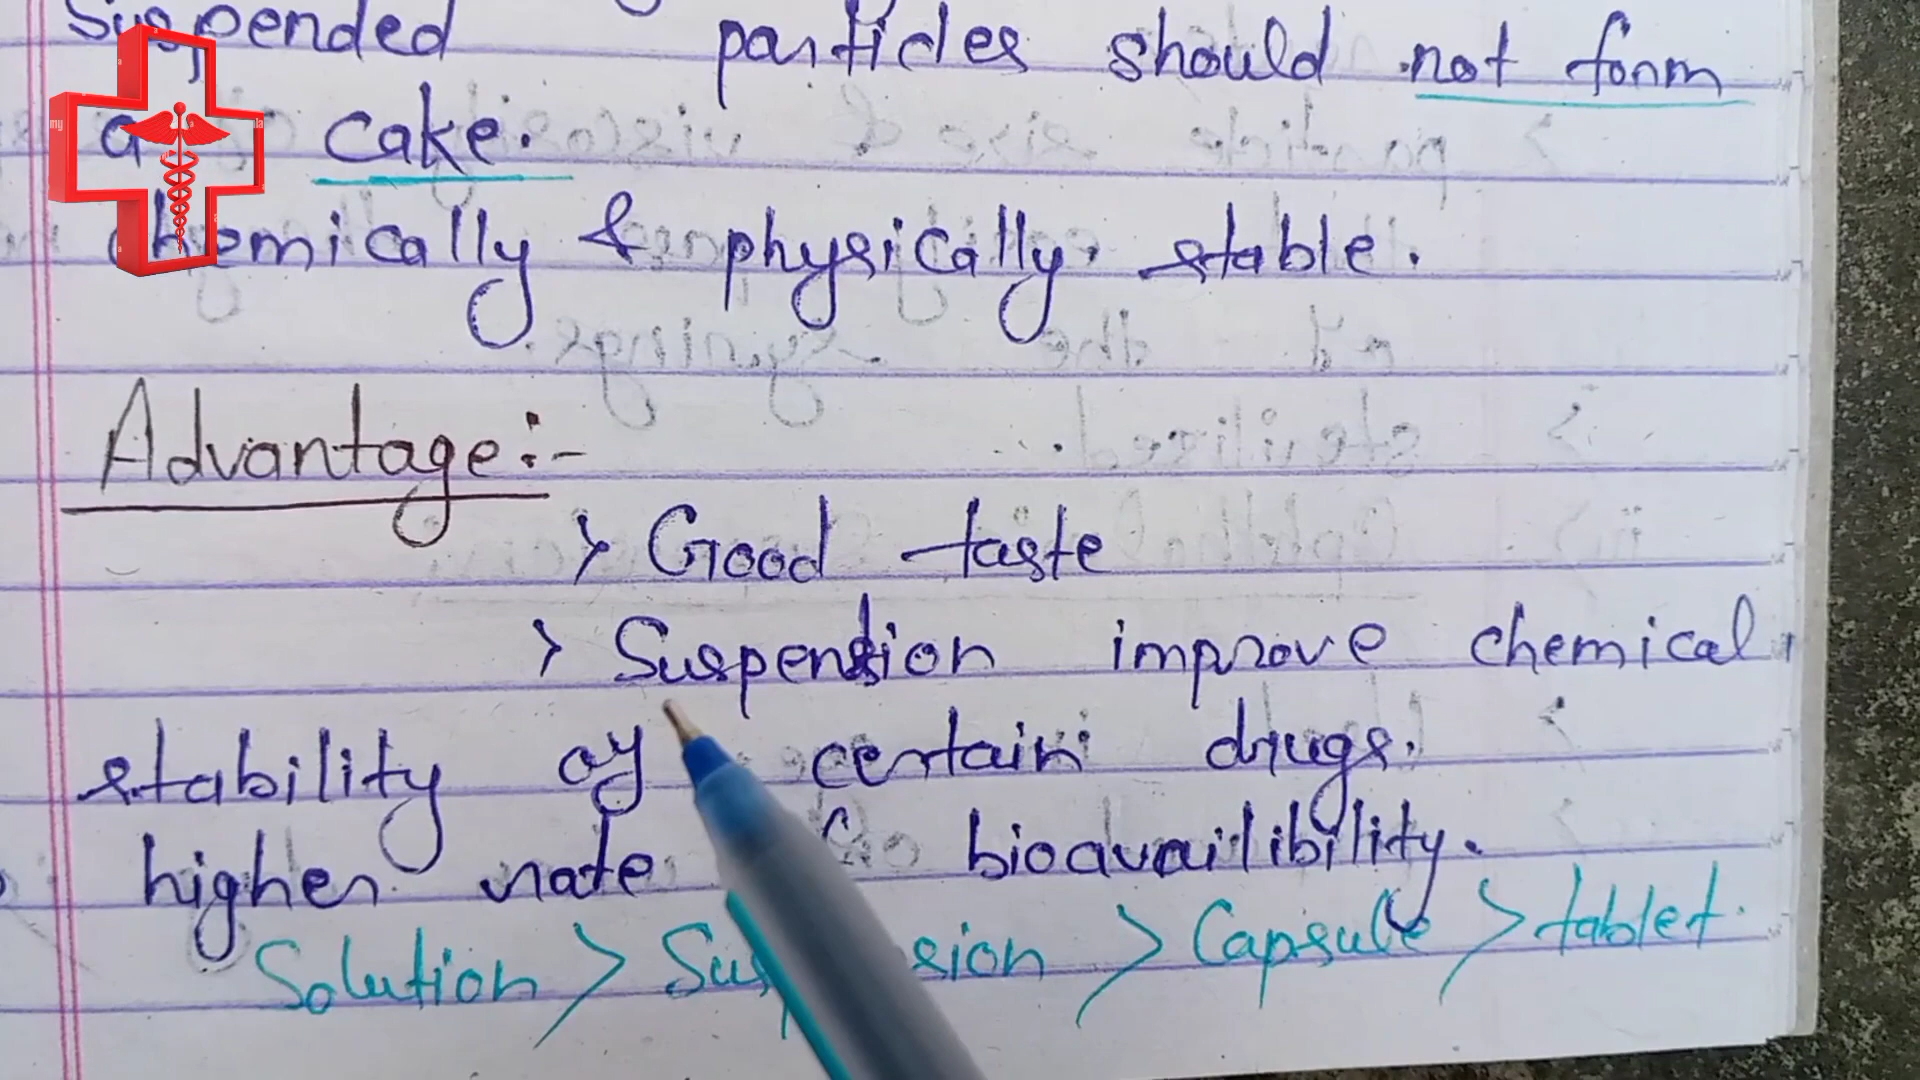 Suspended particles should not form
a cake.
chemically & physically stable.
Advantage:-
> Good taste
> Suspension improve chemical
stability of certain drugs.
higher rate bioavailibility.
Solution > Suspension > Capsule > tablet.